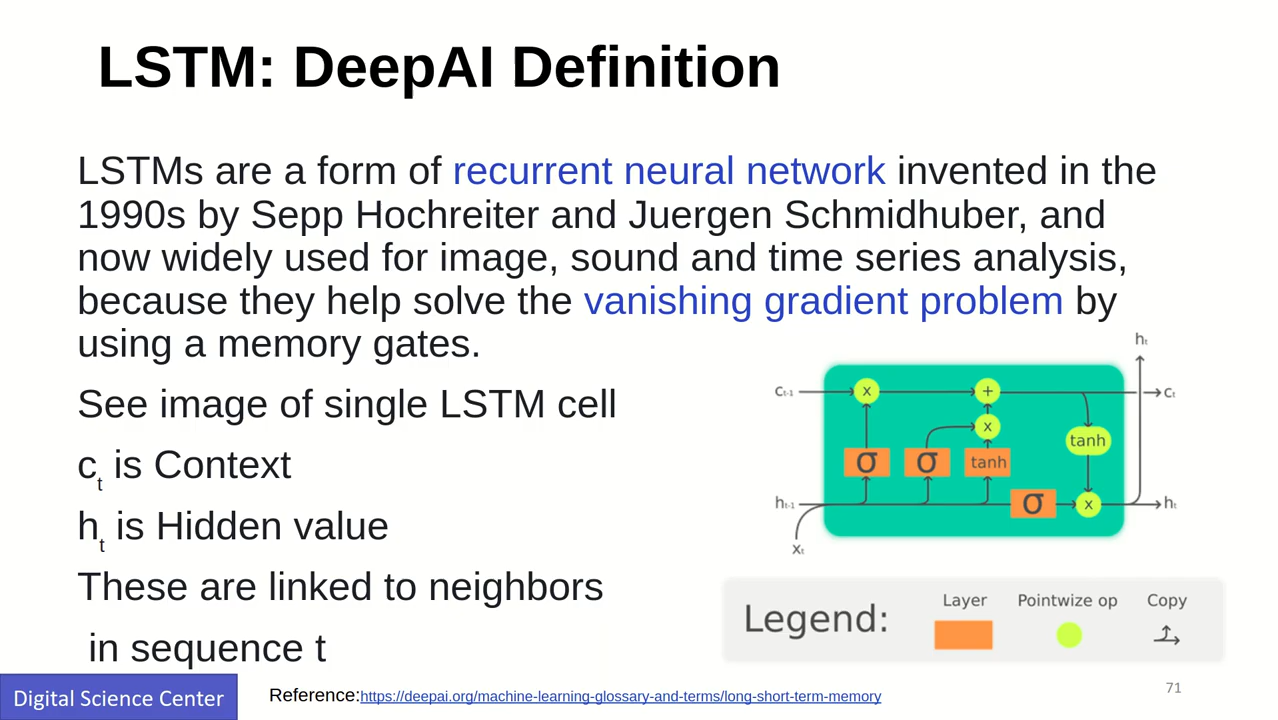 LSTM: DeepAI Definition
LSTMs are a form of recurrent neural network invented in the
1990s by Sepp Hochreiter and Juergen Schmidhuber, and
now widely used for image, sound and time series analysis,
because they help solve the vanishing gradient problem by
using a memory gates.
See image of single LSTM cell
ct is Context
ht is Hidden value
These are linked to neighbors
in sequence t
ht
ct-1 x + ct
x
tanh
σ σ tanh
ht-1 σ x ht
xt
Legend: Layer Pointwize op Copy
Digital Science Center
Reference:https://deepai.org/machine-learning-glossary-and-terms/long-short-term-memory
71